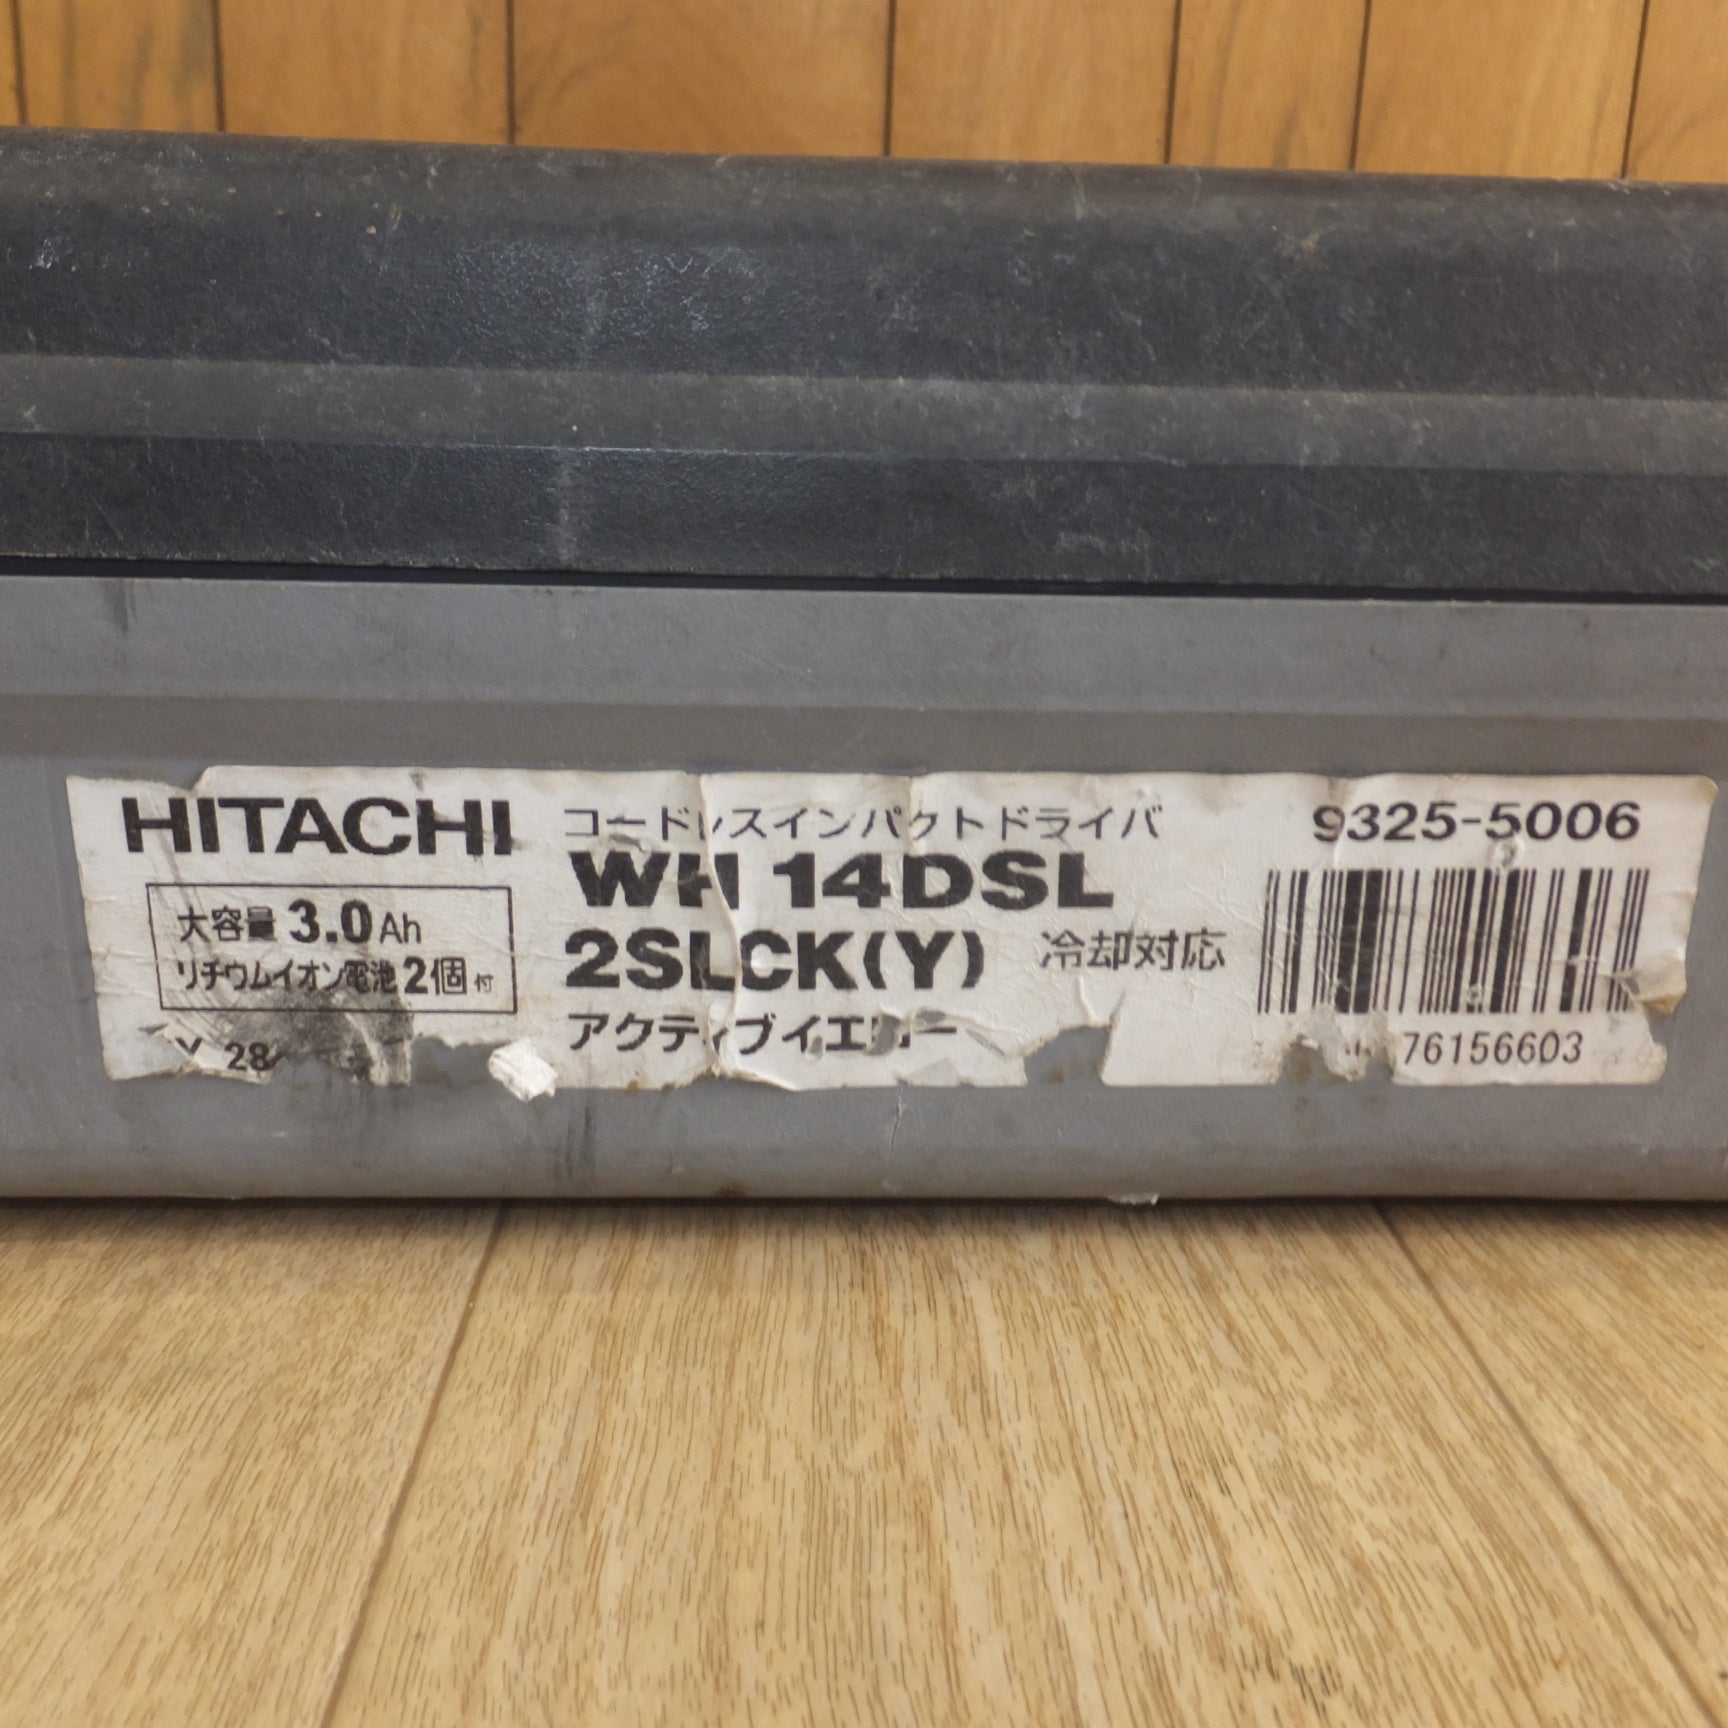 HITACHI
大容量 3.0Ah
リチウムイオン電池2個付
コードレスインパクトドライバ
WH 14DSL
2SLCK(Y) 冷却対応
アクティブイエロー
9325-5006
76156603